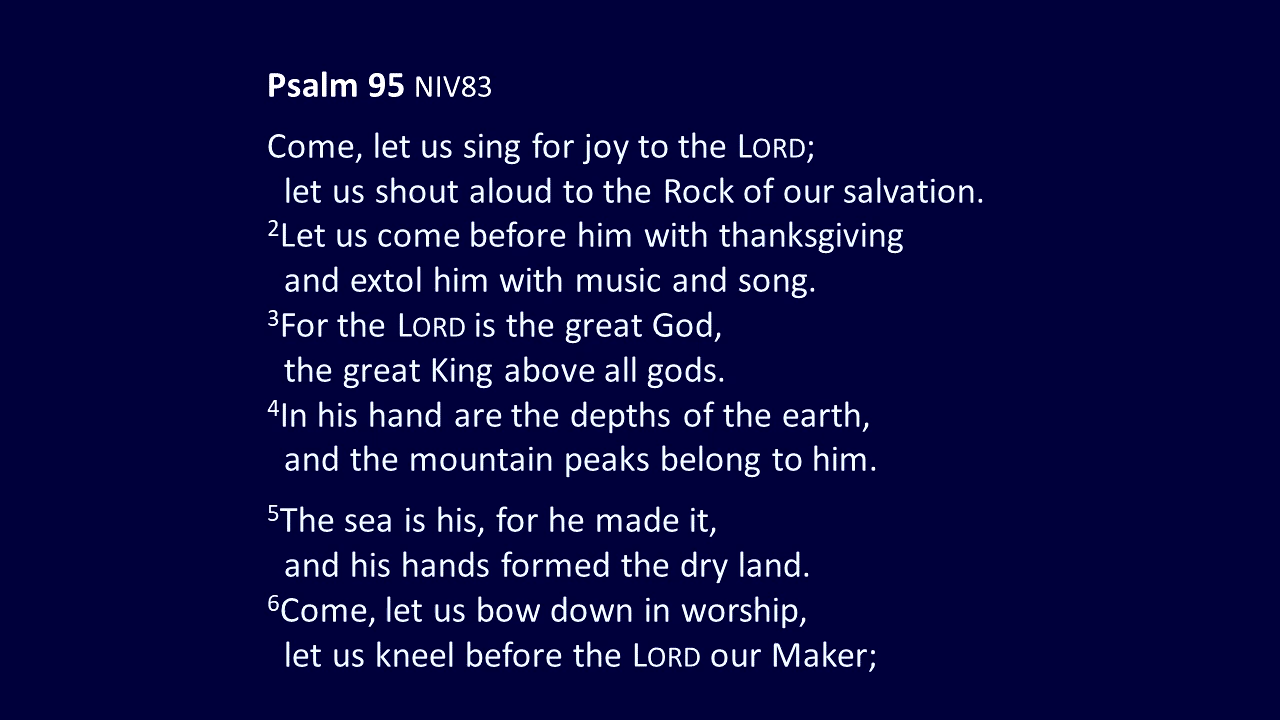 Psalm 95 NIV83
Come, let us sing for joy to the LORD;
let us shout aloud to the Rock of our salvation.
²Let us come before him with thanksgiving
and extol him with music and song.
³For the LORD is the great God,
the great King above all gods.
⁴In his hand are the depths of the earth,
and the mountain peaks belong to him.
⁵The sea is his, for he made it,
and his hands formed the dry land.
⁶Come, let us bow down in worship,
let us kneel before the LORD our Maker;